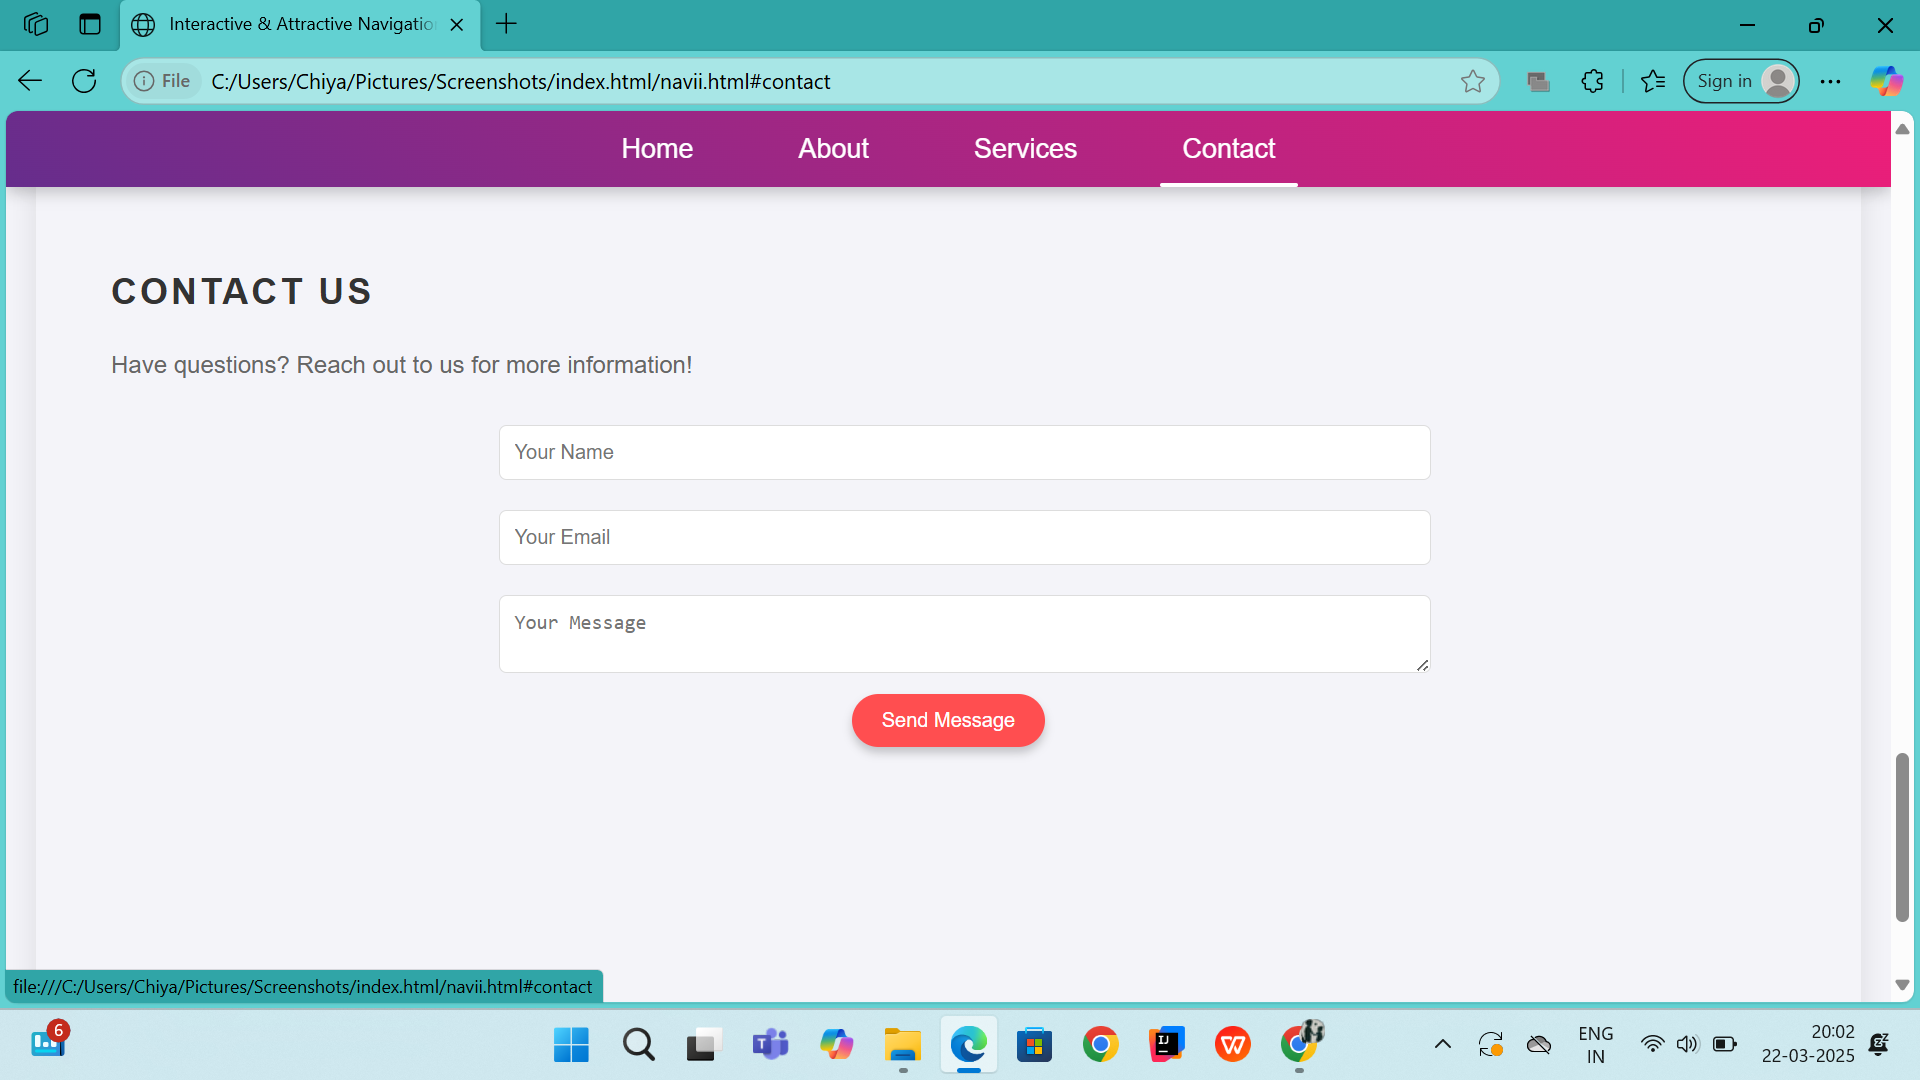 Interactive & Attractive Navigatio
File
C:/Users/Chiya/Pictures/Screenshots/index.html/navii.html#contact
Sign in
Home
About
Services
Contact
CONTACT US
Have questions? Reach out to us for more information!
Your Name
Your Email
Your Message
Send Message
file:///C:/Users/Chiya/Pictures/Screenshots/index.html/navii.html#contact
6
ENG
IN
20:02
22-03-2025